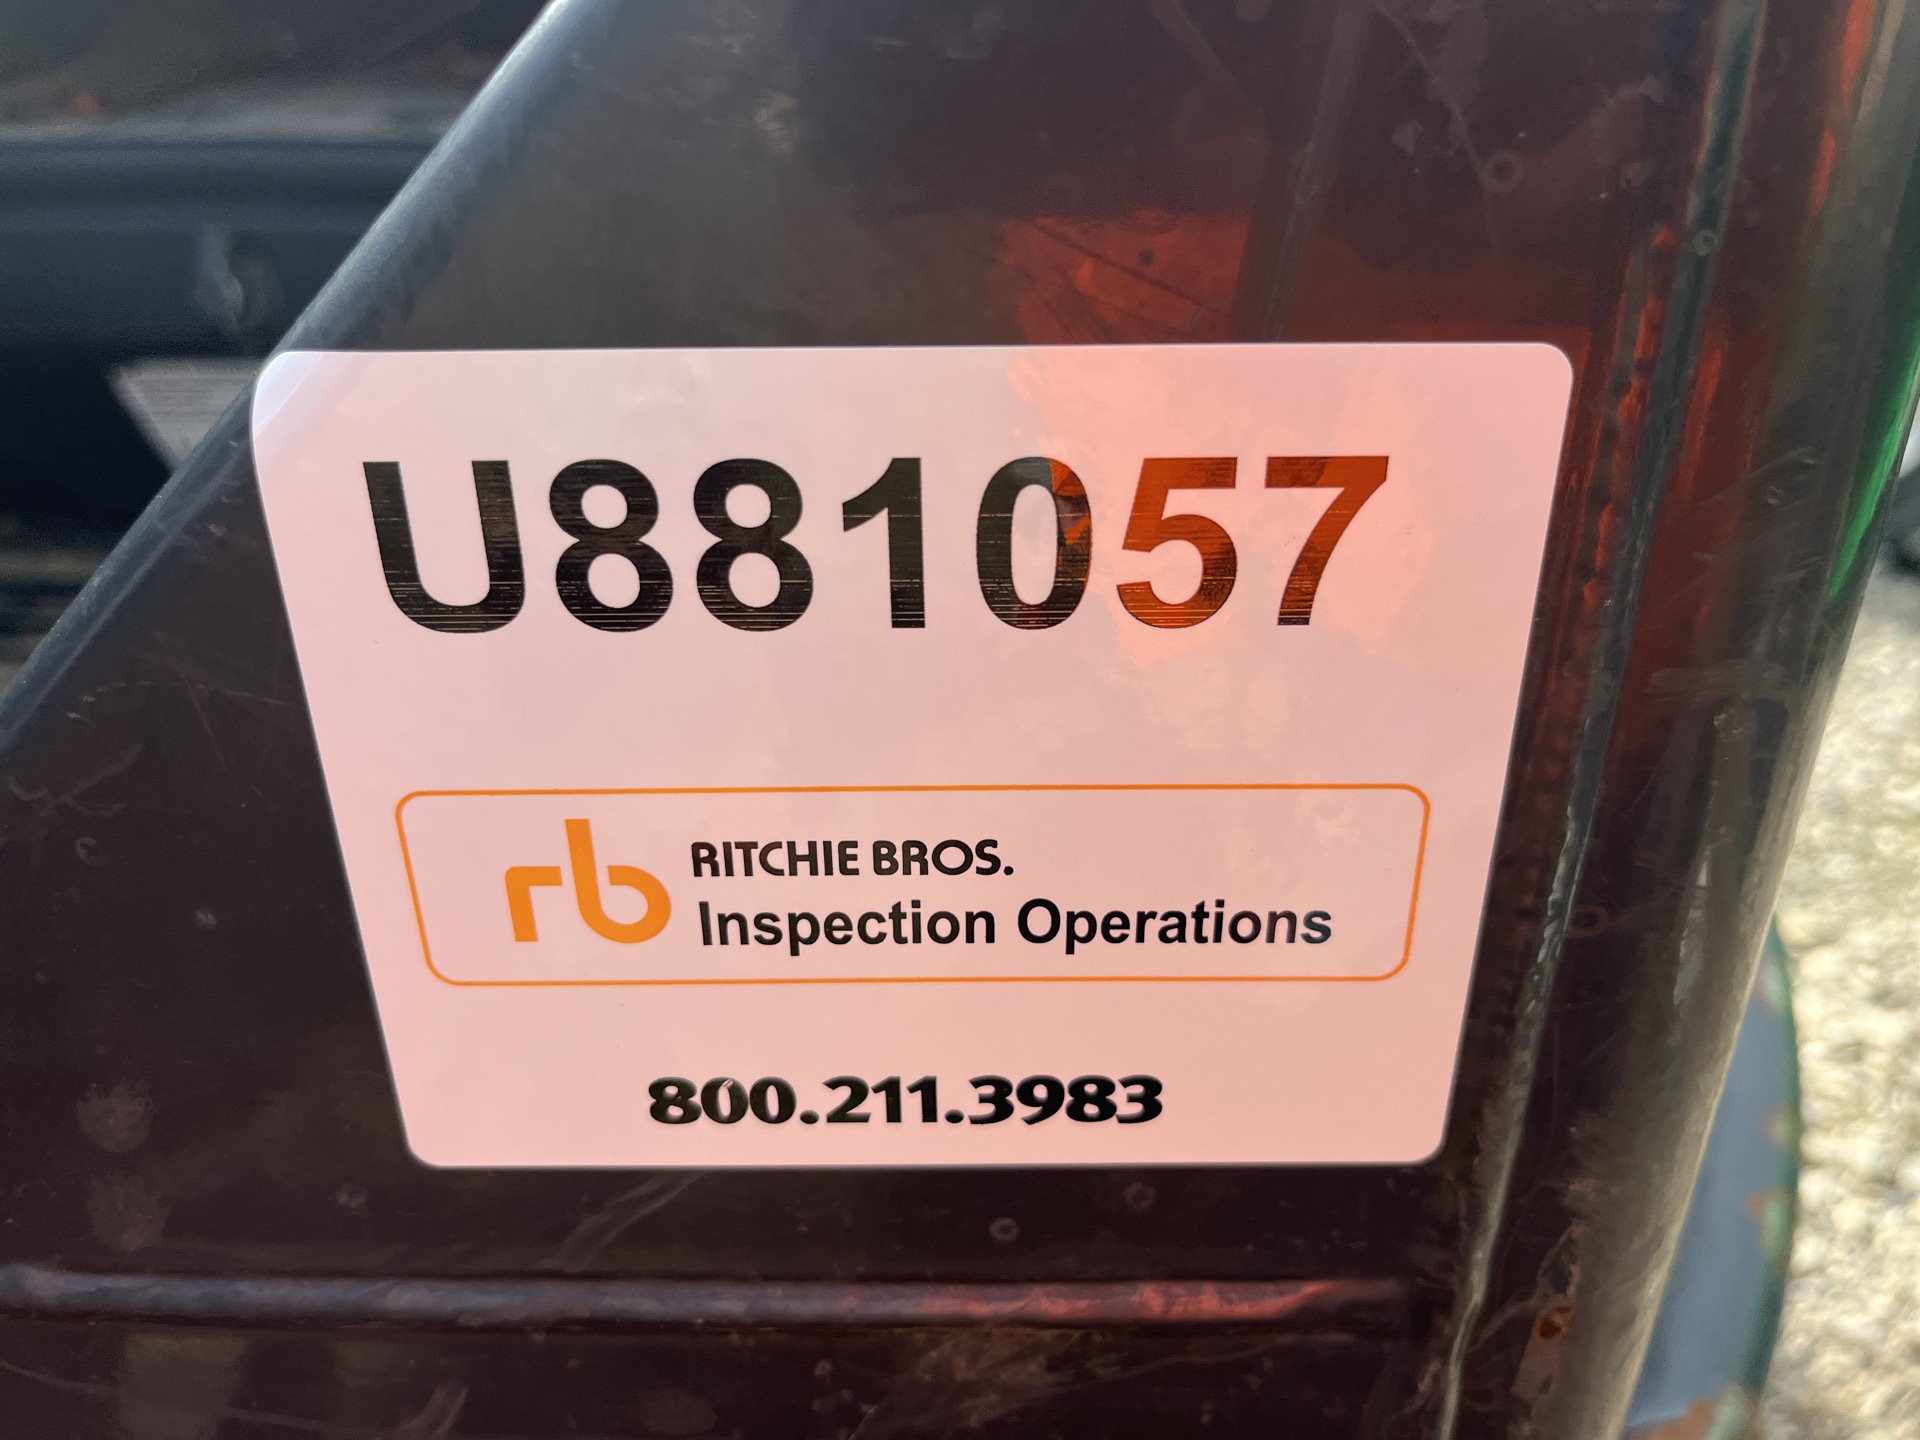 U881057
rb RITCHIE BROS.
Inspection Operations
800.211.3983